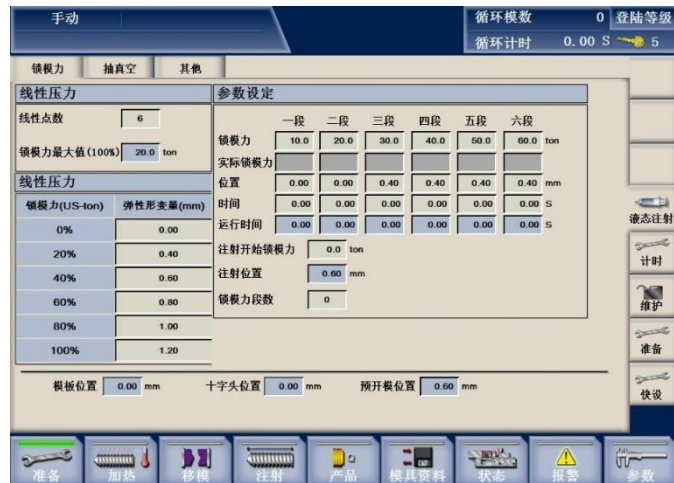 手动
循环模数 0 登陆等级
循环计时 0.00 S 5
锁模力 抽真空 其他
线性压力
线性点数 6
锁模力最大值(100%) 20.0 ton
线性压力
锁模力(US-ton) 弹性形变量(mm)
0% 0.00
20% 0.40
40% 0.60
60% 0.80
80% 1.00
100% 1.20
参数设定
一段 二段 三段 四段 五段 六段
锁模力 10.0 20.0 30.0 40.0 50.0 60.0 ton
实际锁模力
位置 0.00 0.00 0.40 0.40 0.40 0.40 mm
时间 0.00 0.00 0.00 0.00 0.00 0.00 S
运行时间 0.00 0.00 0.00 0.00 0.00 0.00 S
注射开始锁模力 0.0 ton
注射位置 0.60 mm
锁模力段数 0
模板位置 0.00 mm 十字头位置 0.00 mm 预开模位置 0.60 mm
液态注射
计时
维护
准备
快设
准备 加热 移模 注射 产品 模具资料 状态 报警 参数